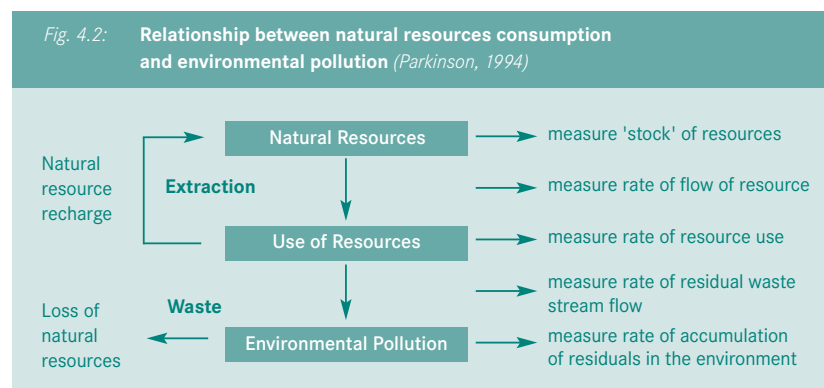 Fig. 4.2: Relationship between natural resources consumption
and environmental pollution (Parkinson, 1994)
Natural Resources
measure 'stock' of resources
Natural
resource
recharge
Extraction
measure rate of flow of resource
Use of Resources
measure rate of resource use
Waste
measure rate of residual waste
stream flow
Loss of
natural
resources
Environmental Pollution
measure rate of accumulation
of residuals in the environment